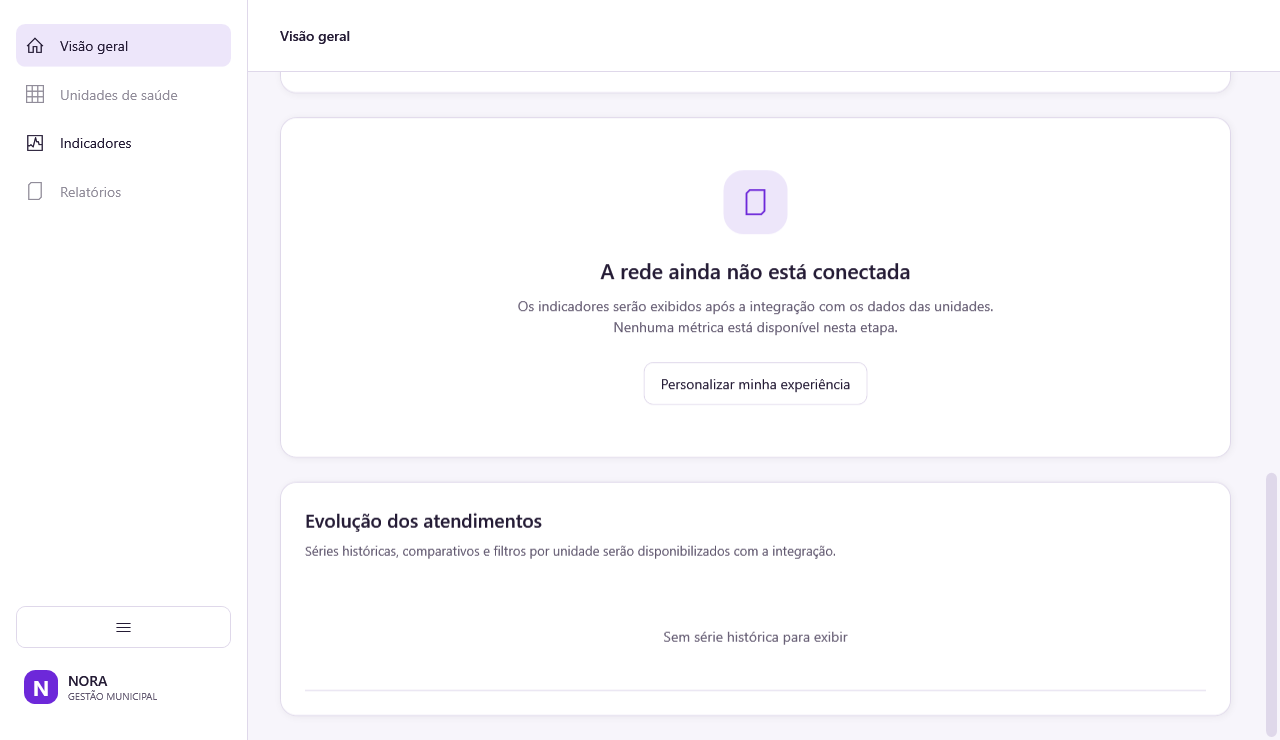 Visão geral
Unidades de saúde
Indicadores
Relatórios
N
NORA
GESTÃO MUNICIPAL
Visão geral
A rede ainda não está conectada
Os indicadores serão exibidos após a integração com os dados das unidades.
Nenhuma métrica está disponível nesta etapa.
Personalizar minha experiência
Evolução dos atendimentos
Séries históricas, comparativos e filtros por unidade serão disponibilizados com a integração.
Sem série histórica para exibir